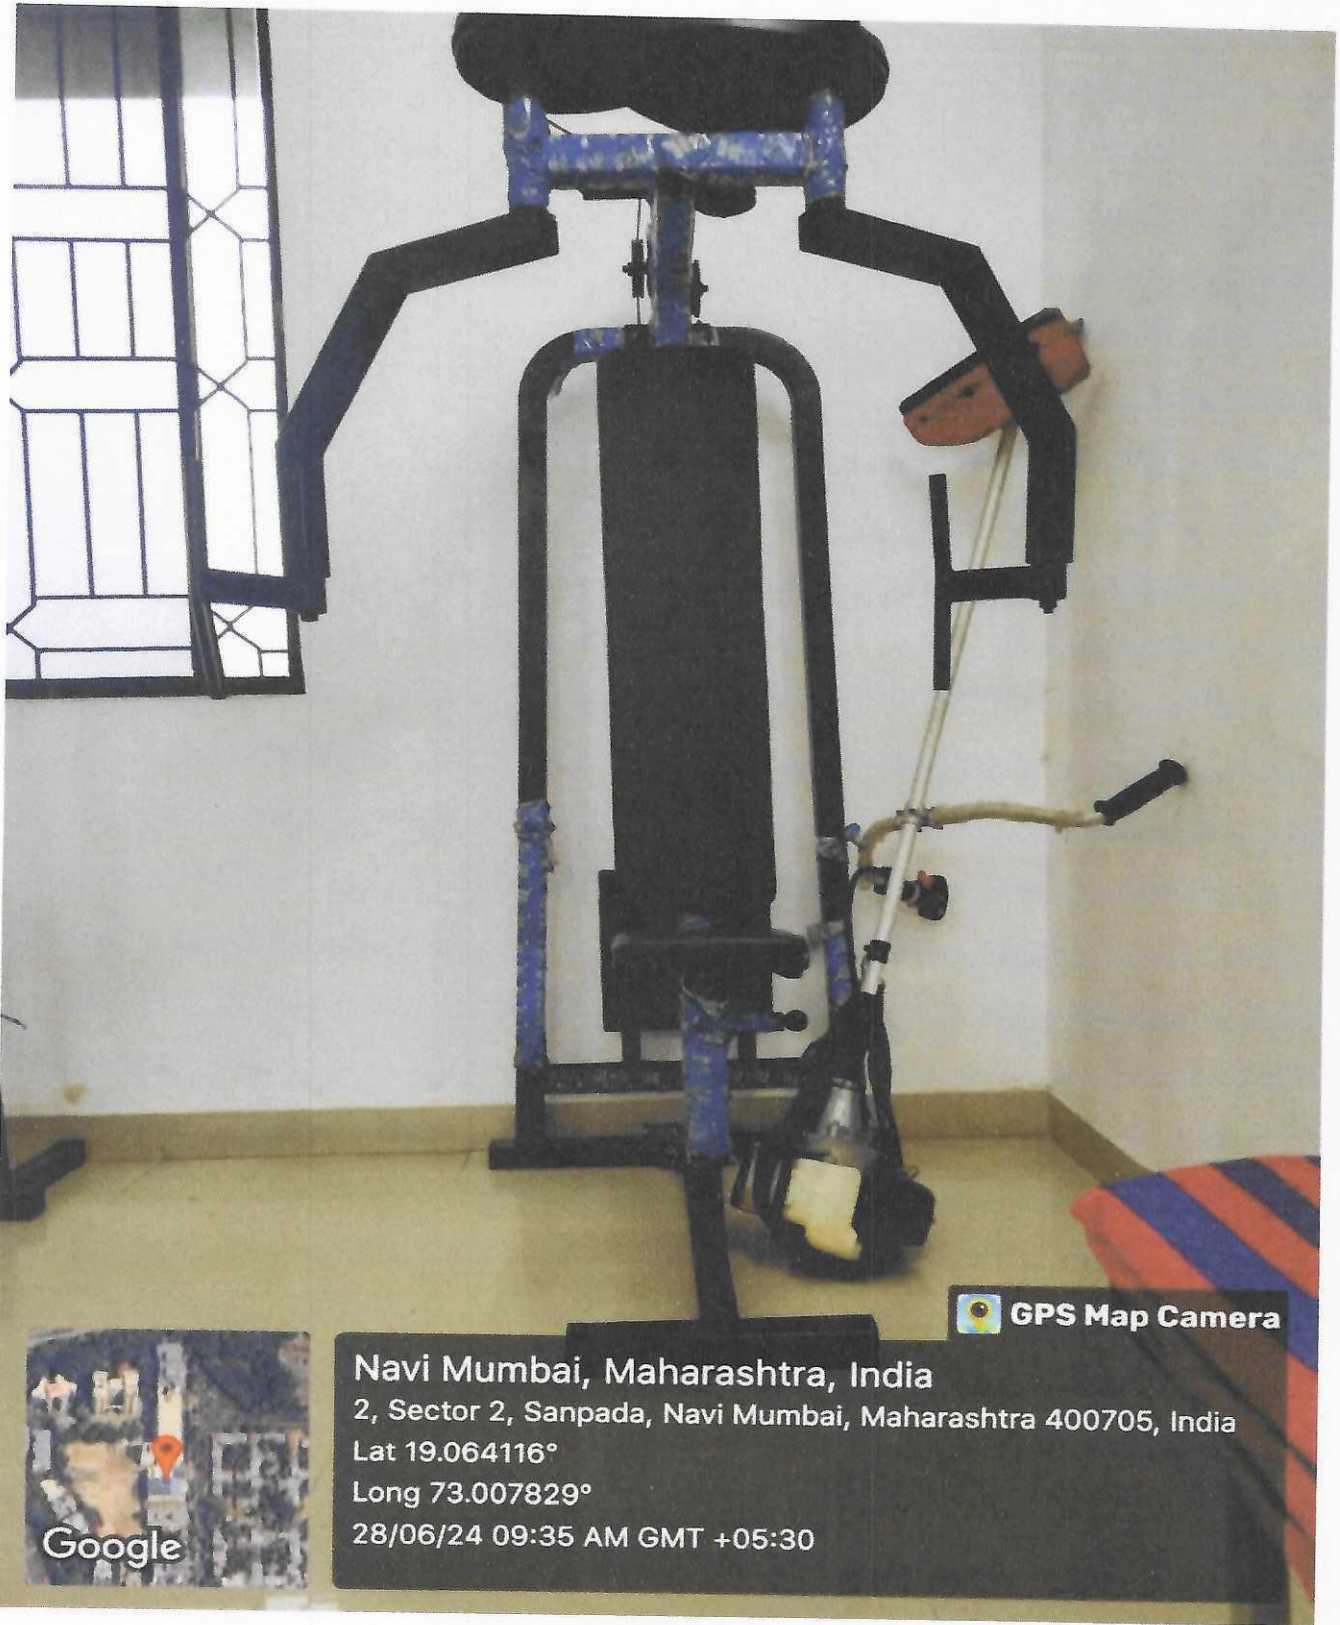 GPS Map Camera
Navi Mumbai, Maharashtra, India
2, Sector 2, Sanpada, Navi Mumbai, Maharashtra 400705, India
Lat 19.064116°
Long 73.007829°
28/06/24 09:35 AM GMT +05:30
Google